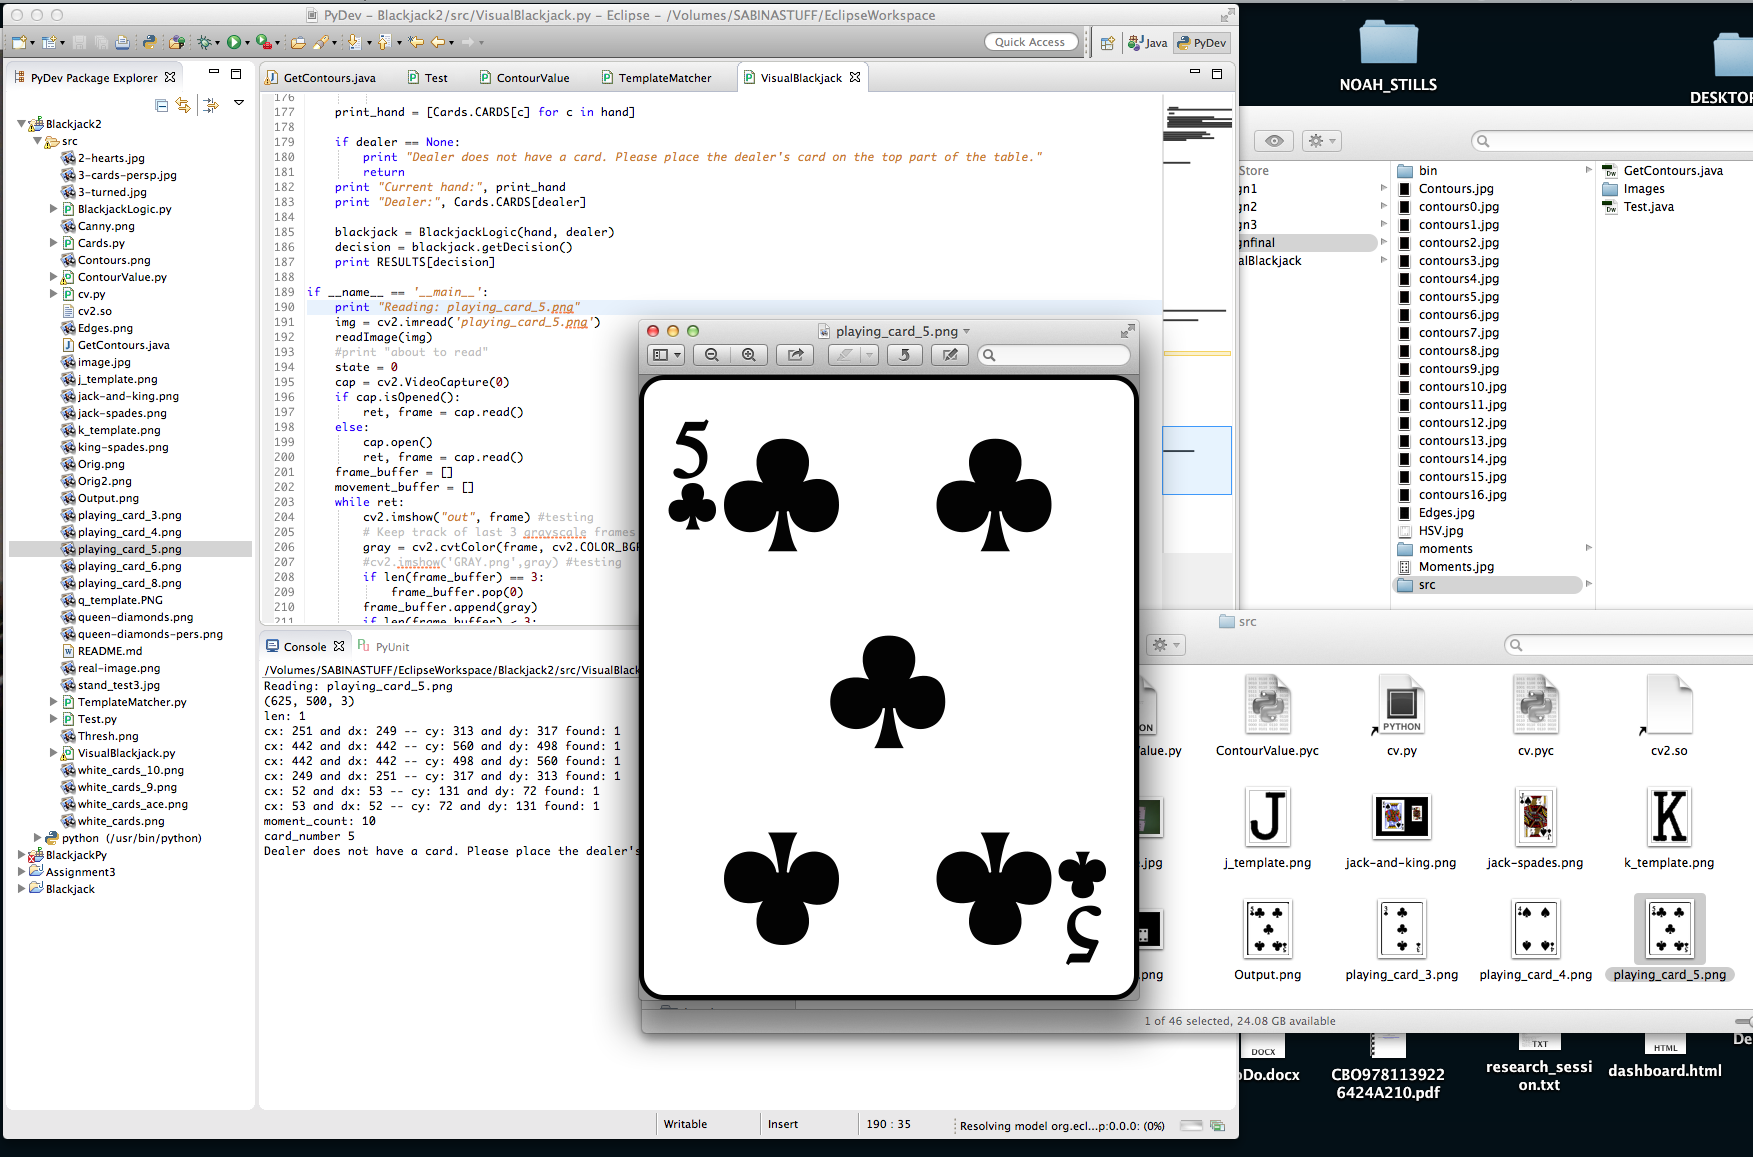 PyDev – Blackjack2/src/VisualBlackjack.py – Eclipse – /Volumes/SABINASTUFF/EclipseWorkspace
Quick Access
Java
PyDev
PyDev Package Explorer
Blackjack2
src
2-hearts.jpg
3-cards-persp.jpg
3-turned.jpg
BlackjackLogic.py
Canny.png
Cards.py
Contours.png
ContourValue.py
cv.py
cv2.so
Edges.png
GetContours.java
image.jpg
j_template.png
jack-and-king.png
jack-spades.png
k_template.png
king-spades.png
Orig.png
Orig2.png
Output.png
playing_card_3.png
playing_card_4.png
playing_card_5.png
playing_card_6.png
playing_card_8.png
q_template.PNG
queen-diamonds.png
queen-diamonds-pers.png
README.md
real-image.png
stand_test3.jpg
TemplateMatcher.py
Test.py
Thresh.png
VisualBlackjack.py
white_cards_10.png
white_cards_9.png
white_cards_ace.png
white_cards.png
python (/usr/bin/python)
BlackjackPy
Assignment3
Blackjack
GetContours.java
Test
ContourValue
TemplateMatcher
VisualBlackjack
176
177 print_hand = [Cards.CARDS[c] for c in hand]
178
179 if dealer == None:
180 print "Dealer does not have a card. Please place the dealer's card on the top part of the table."
181 return
182 print "Current hand:", print_hand
183 print "Dealer:", Cards.CARDS[dealer]
184
185 blackjack = BlackjackLogic(hand, dealer)
186 decision = blackjack.getDecision()
187 print RESULTS[decision]
188
189 if __name__ == '__main__':
190 print "Reading: playing_card_5.png"
191 img = cv2.imread('playing_card_5.png')
192 readImage(img)
193 #print "about to read"
194 state = 0
195 cap = cv2.VideoCapture(0)
196 if cap.isOpened():
197 ret, frame = cap.read()
198 else:
199 cap.open()
200 ret, frame = cap.read()
201 frame_buffer = []
202 movement_buffer = []
203 while ret:
204 cv2.imshow("out", frame) #testing
205 # Keep track of last 3 grayscale frames
206 gray = cv2.cvtColor(frame, cv2.COLOR_BGR
207 #cv2.imshow('GRAY.png',gray) #testing
208 if len(frame_buffer) == 3:
209 frame_buffer.pop(0)
210 frame_buffer.append(gray)
211 if len(frame_buffer) < 3:
Console
PyUnit
/Volumes/SABINASTUFF/EclipseWorkspace/Blackjack2/src/VisualBlack
Reading: playing_card_5.png
(625, 500, 3)
len: 1
cx: 251 and dx: 249 -- cy: 313 and dy: 317 found: 1
cx: 442 and dx: 442 -- cy: 560 and dy: 498 found: 1
cx: 442 and dx: 442 -- cy: 498 and dy: 560 found: 1
cx: 249 and dx: 251 -- cy: 317 and dy: 313 found: 1
cx: 52 and dx: 53 -- cy: 131 and dy: 72 found: 1
cx: 53 and dx: 52 -- cy: 72 and dy: 131 found: 1
moment_count: 10
card_number 5
Dealer does not have a card. Please place the dealer's
Writable
Insert
190 : 35
Resolving model org.ecl...p:0.0.0: (0%)
playing_card_5.png
5
5
NOAH_STILLS
DESKTOP
Store
gn1
gn2
gn3
gnfinal
alBlackjack
bin
Contours.jpg
contours0.jpg
contours1.jpg
contours2.jpg
contours3.jpg
contours4.jpg
contours5.jpg
contours6.jpg
contours7.jpg
contours8.jpg
contours9.jpg
contours10.jpg
contours11.jpg
contours12.jpg
contours13.jpg
contours14.jpg
contours15.jpg
contours16.jpg
Edges.jpg
HSV.jpg
moments
Moments.jpg
src
GetContours.java
Images
Test.java
src
PYTHON
alue.py
ContourValue.pyc
cv.py
cv.pyc
cv2.so
J
K
e.jpg
j_template.png
jack-and-king.png
jack-spades.png
k_template.png
.png
Output.png
playing_card_3.png
playing_card_4.png
playing_card_5.png
1 of 46 selected, 24.08 GB available
DOCX
TXT
HTML
oDo.docx
CBO9781139226424A210.pdf
research_session.txt
dashboard.html
De